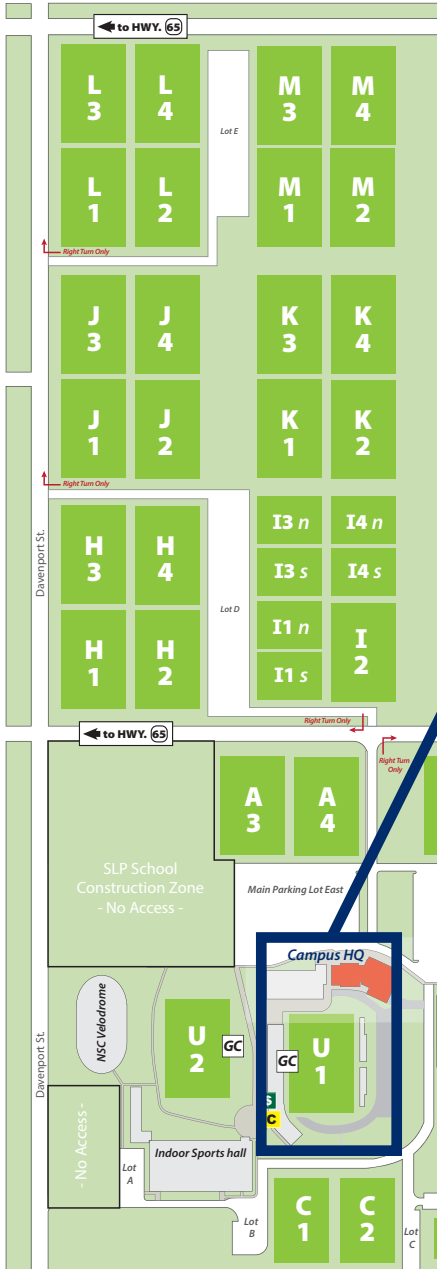 to HWY. 65
L
3
L
4
Lot E
M
3
M
4
L
1
L
2
M
1
M
2
Right Turn Only
J
3
J
4
K
3
K
4
J
1
J
2
K
1
K
2
Right Turn Only
Davenport St.
H
3
H
4
Lot D
I3 n
I4 n
I3 s
I4 s
H
1
H
2
I1 n
I1 s
I
2
Right Turn Only
to HWY. 65
Right Turn
Only
A
3
A
4
SLP School
Construction Zone
- No Access -
Main Parking Lot East
Campus HQ
NSC Velodrome
U
2
GC
GC
U
1
S
C
Davenport St.
- No Access -
Lot
A
Indoor Sports hall
Lot
B
C
1
C
2
Lot
C